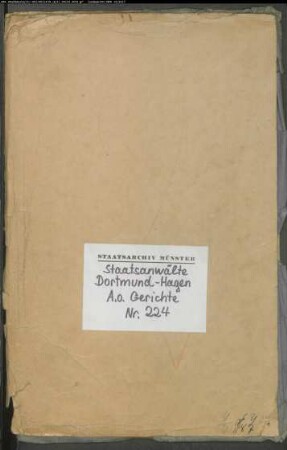 STAATSARCHIV MÜNSTER
Staatsanwälte
Dortmund-Hagen
A.o. Gerichte
Nr. 224